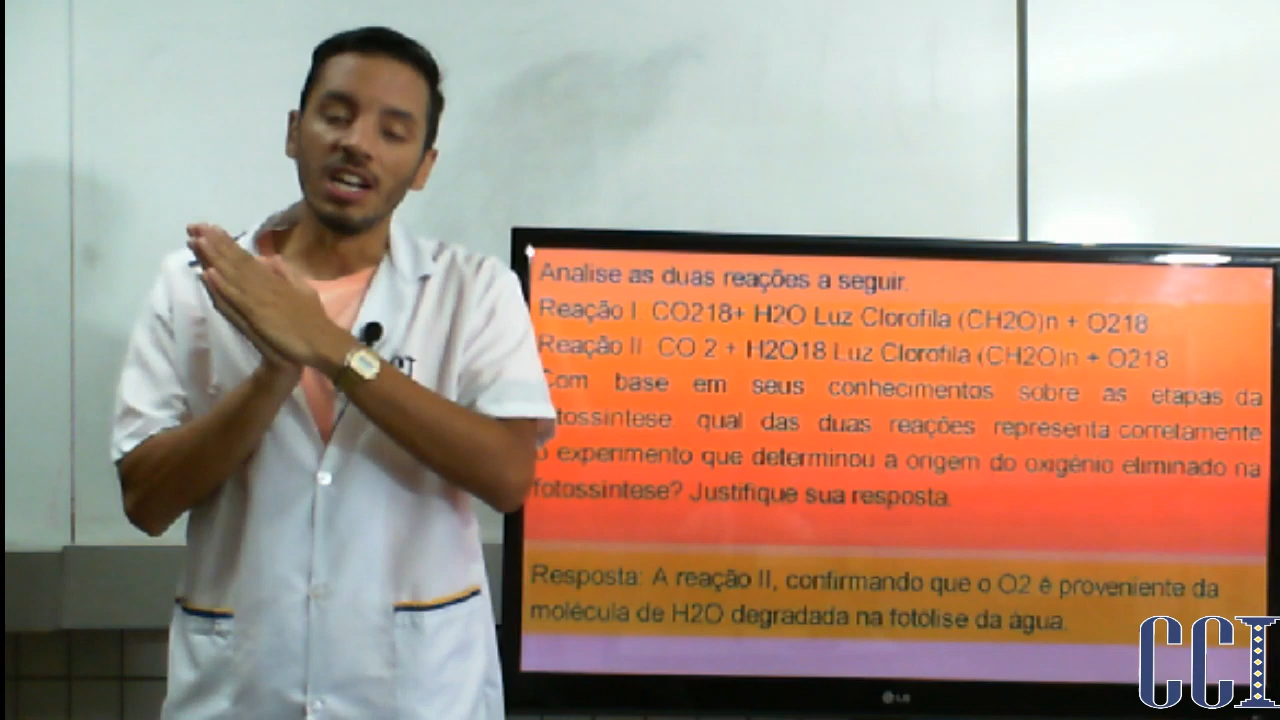 Analise as duas reações a seguir.
Reação I CO218+ H2O Luz Clorofila (CH2O)n + O218
Reação II CO 2 + H2O18 Luz Clorofila (CH2O)n + O218
Com base em seus conhecimentos sobre as etapas da
tossíntese qual das duas reações representa corretamente
o experimento que determinou a origem do oxigênio eliminado na
fotossíntese? Justifique sua resposta.
Resposta: A reação II, confirmando que o O2 é proveniente da
molécula de H2O degradada na fotólise da água.
LG
CCI